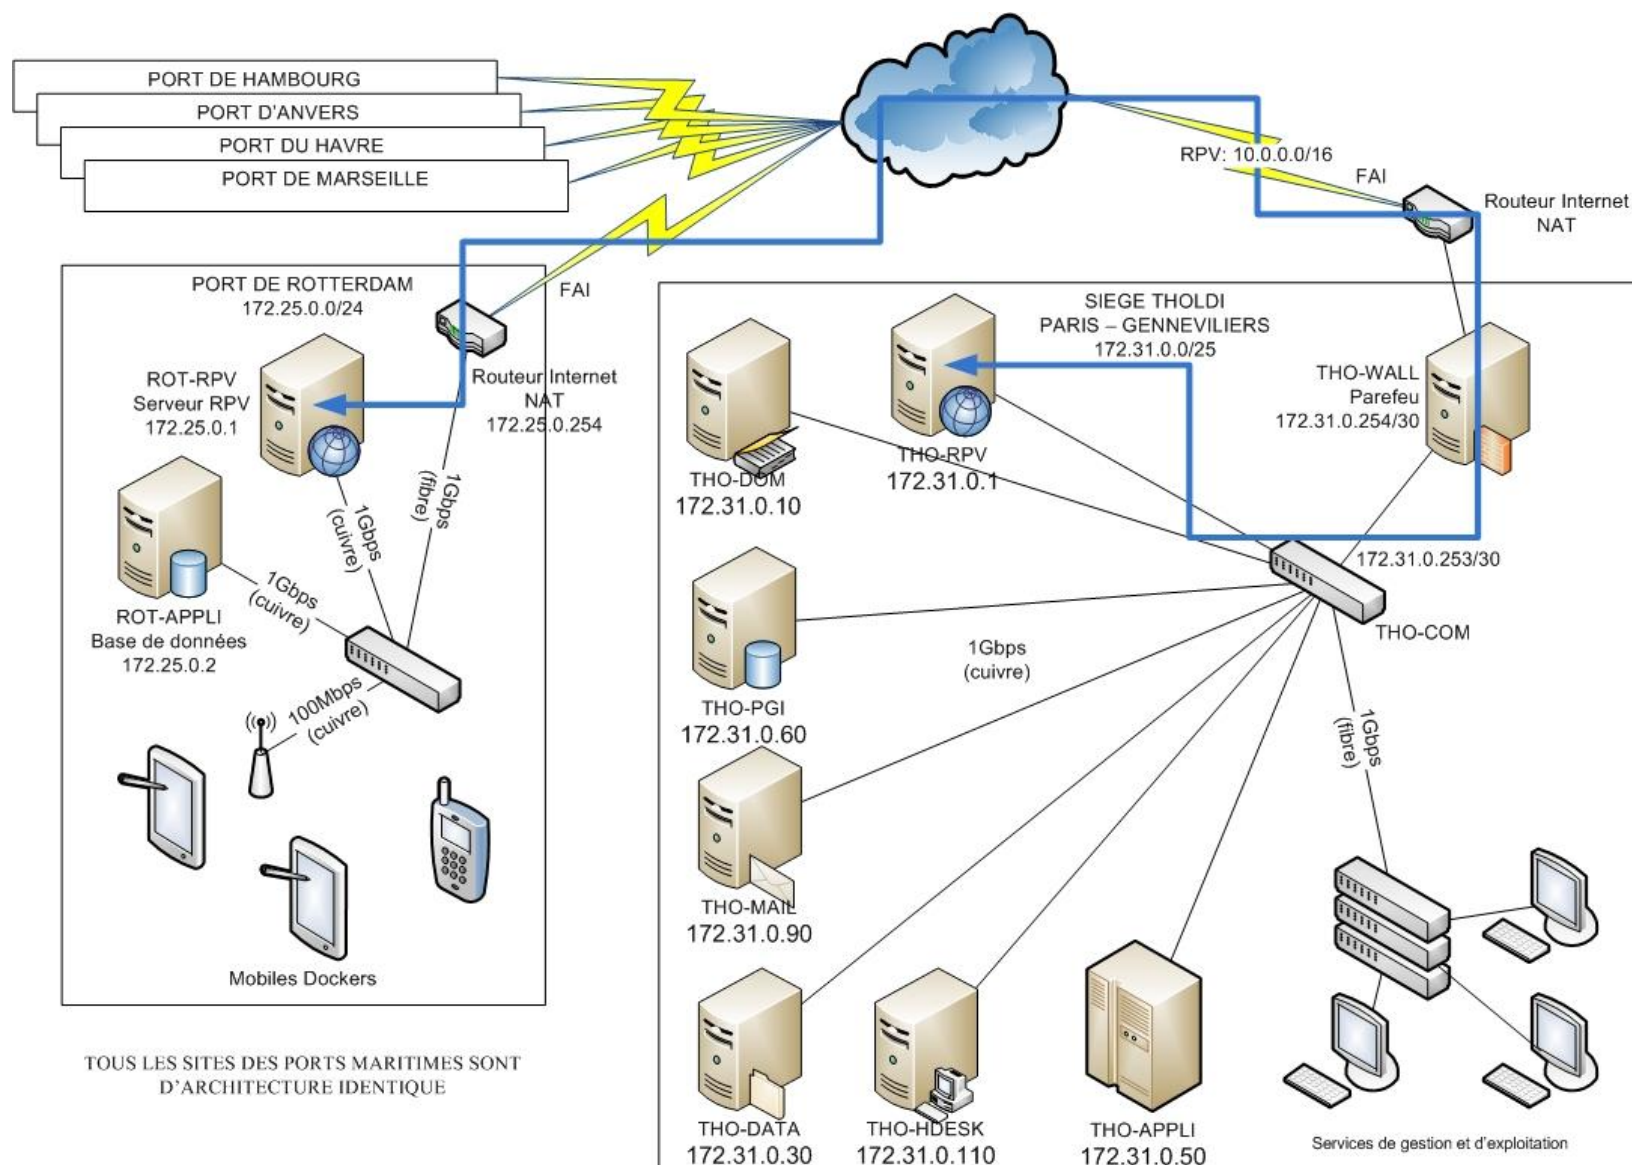 PORT DE HAMBOURG
PORT D'ANVERS
PORT DU HAVRE
PORT DE MARSEILLE
RPV: 10.0.0.0/16
FAI
Routeur Internet
NAT
PORT DE ROTTERDAM
172.25.0.0/24
FAI
ROT-RPV
Serveur RPV
172.25.0.1
Routeur Internet
NAT
172.25.0.254
1Gbps
(fibre)
1Gbps
(cuivre)
1Gbps
(cuivre)
ROT-APPLI
Base de données
172.25.0.2
100Mbps
(cuivre)
Mobiles Dockers
TOUS LES SITES DES PORTS MARITIMES SONT
D'ARCHITECTURE IDENTIQUE
SIEGE THOLDI
PARIS – GENNEVILIERS
172.31.0.0/25
THO-WALL
Parefeu
172.31.0.254/30
THO-DOM
172.31.0.10
THO-RPV
172.31.0.1
172.31.0.253/30
THO-COM
THO-PGI
172.31.0.60
1Gbps
(cuivre)
1Gbps
(fibre)
THO-MAIL
172.31.0.90
THO-DATA
172.31.0.30
THO-HDESK
172.31.0.110
THO-APPLI
172.31.0.50
Services de gestion et d'exploitation